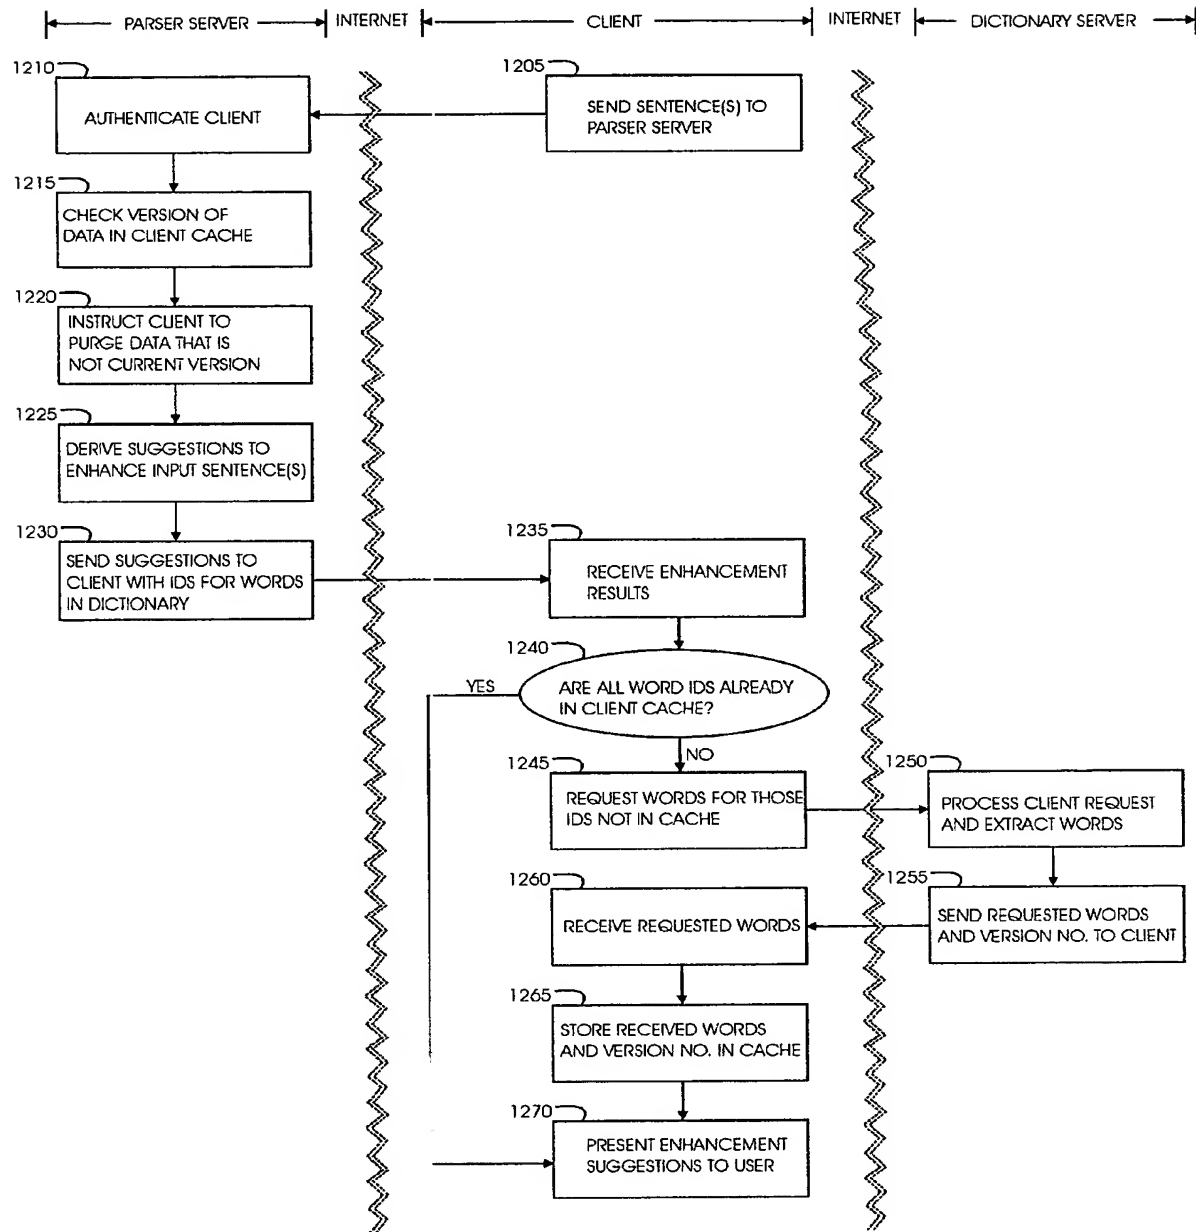 PARSER SERVER
INTERNET
CLIENT
INTERNET
DICTIONARY SERVER
1210
AUTHENTICATE CLIENT
1205
SEND SENTENCE(S) TO
PARSER SERVER
1215
CHECK VERSION OF
DATA IN CLIENT CACHE
1220
INSTRUCT CLIENT TO
PURGE DATA THAT IS
NOT CURRENT VERSION
1225
DERIVE SUGGESTIONS TO
ENHANCE INPUT SENTENCE(S)
1230
SEND SUGGESTIONS TO
CLIENT WITH IDS FOR WORDS
IN DICTIONARY
1235
RECEIVE ENHANCEMENT
RESULTS
1240
ARE ALL WORD IDS ALREADY
IN CLIENT CACHE?
YES
NO
1245
REQUEST WORDS FOR THOSE
IDS NOT IN CACHE
1250
PROCESS CLIENT REQUEST
AND EXTRACT WORDS
1255
SEND REQUESTED WORDS
AND VERSION NO. TO CLIENT
1260
RECEIVE REQUESTED WORDS
1265
STORE RECEIVED WORDS
AND VERSION NO. IN CACHE
1270
PRESENT ENHANCEMENT
SUGGESTIONS TO USER